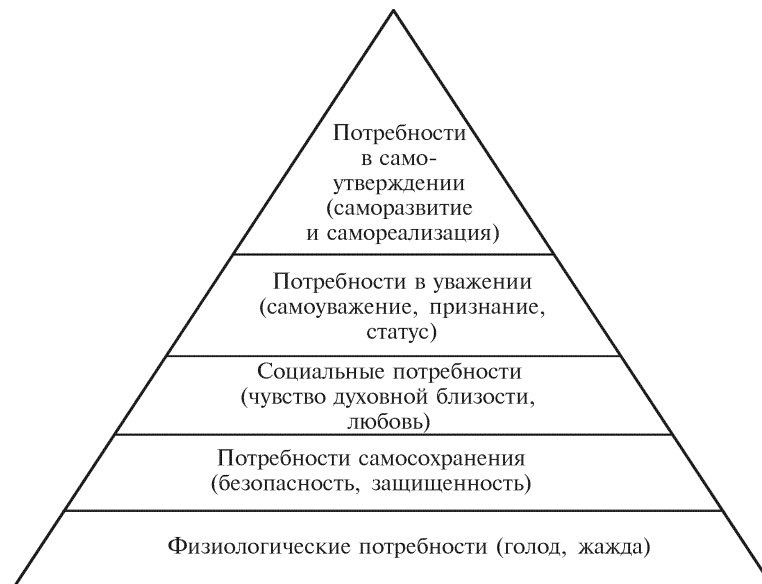 Потребности
в само-
утверждении
(саморазвитие
и самореализация)
Потребности в уважении
(самоуважение, признание,
статус)
Социальные потребности
(чувство духовной близости,
любовь)
Потребности самосохранения
(безопасность, защищенность)
Физиологические потребности (голод, жажда)